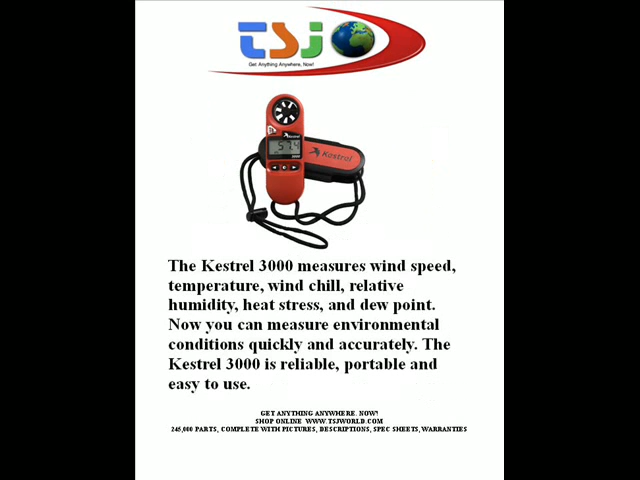 TSJ
Get Anything Anywhere, Now!
57.4
Kestrel
The Kestrel 3000 measures wind speed,
temperature, wind chill, relative
humidity, heat stress, and dew point.
Now you can measure environmental
conditions quickly and accurately. The
Kestrel 3000 is reliable, portable and
easy to use.
GET ANYTHING ANYWHERE. NOW!
SHOP ONLINE WWW.TSJWORLD.COM
245,000 PARTS, COMPLETE WITH PICTURES, DESCRIPTIONS, SPEC SHEETS, WARRANTIES